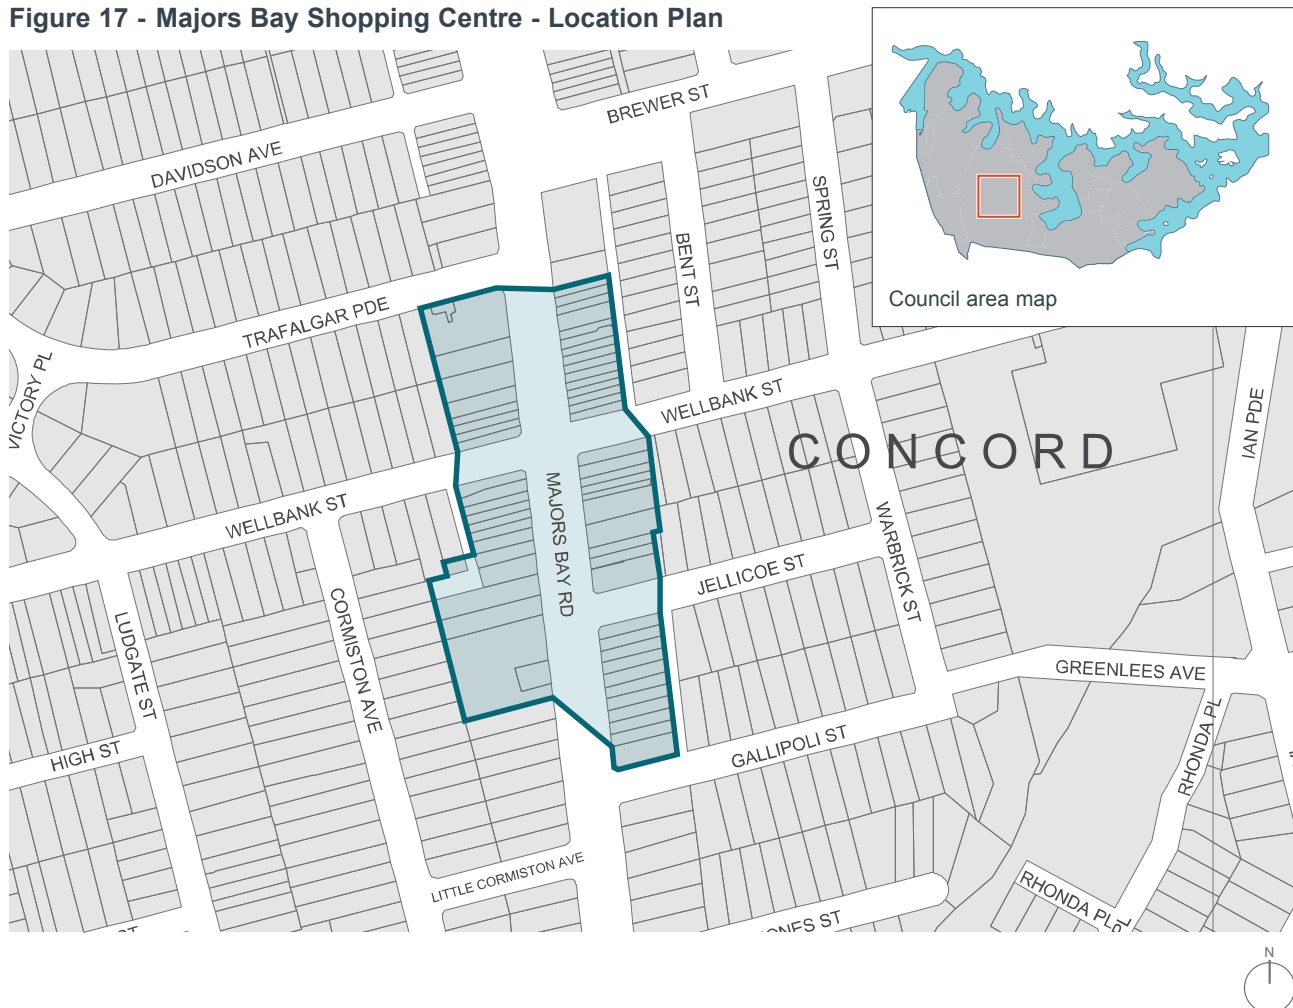 Figure 17 - Majors Bay Shopping Centre - Location Plan
BREWER ST
DAVIDSON AVE
SPRING ST
BENT ST
Council area map
TRAFALGAR PDE
VICTORY PL
WELLBANK ST
CONCORD
IAN PDE
MAJORS BAY RD
WELLBANK ST
WARBRICK ST
JELLICOE ST
CORMISTON AVE
LUDGATE ST
GREENLEES AVE
HIGH ST
GALLIPOLI ST
RHONDA PL
LITTLE CORMISTON AVE
RHONDA PL
ONES ST
N